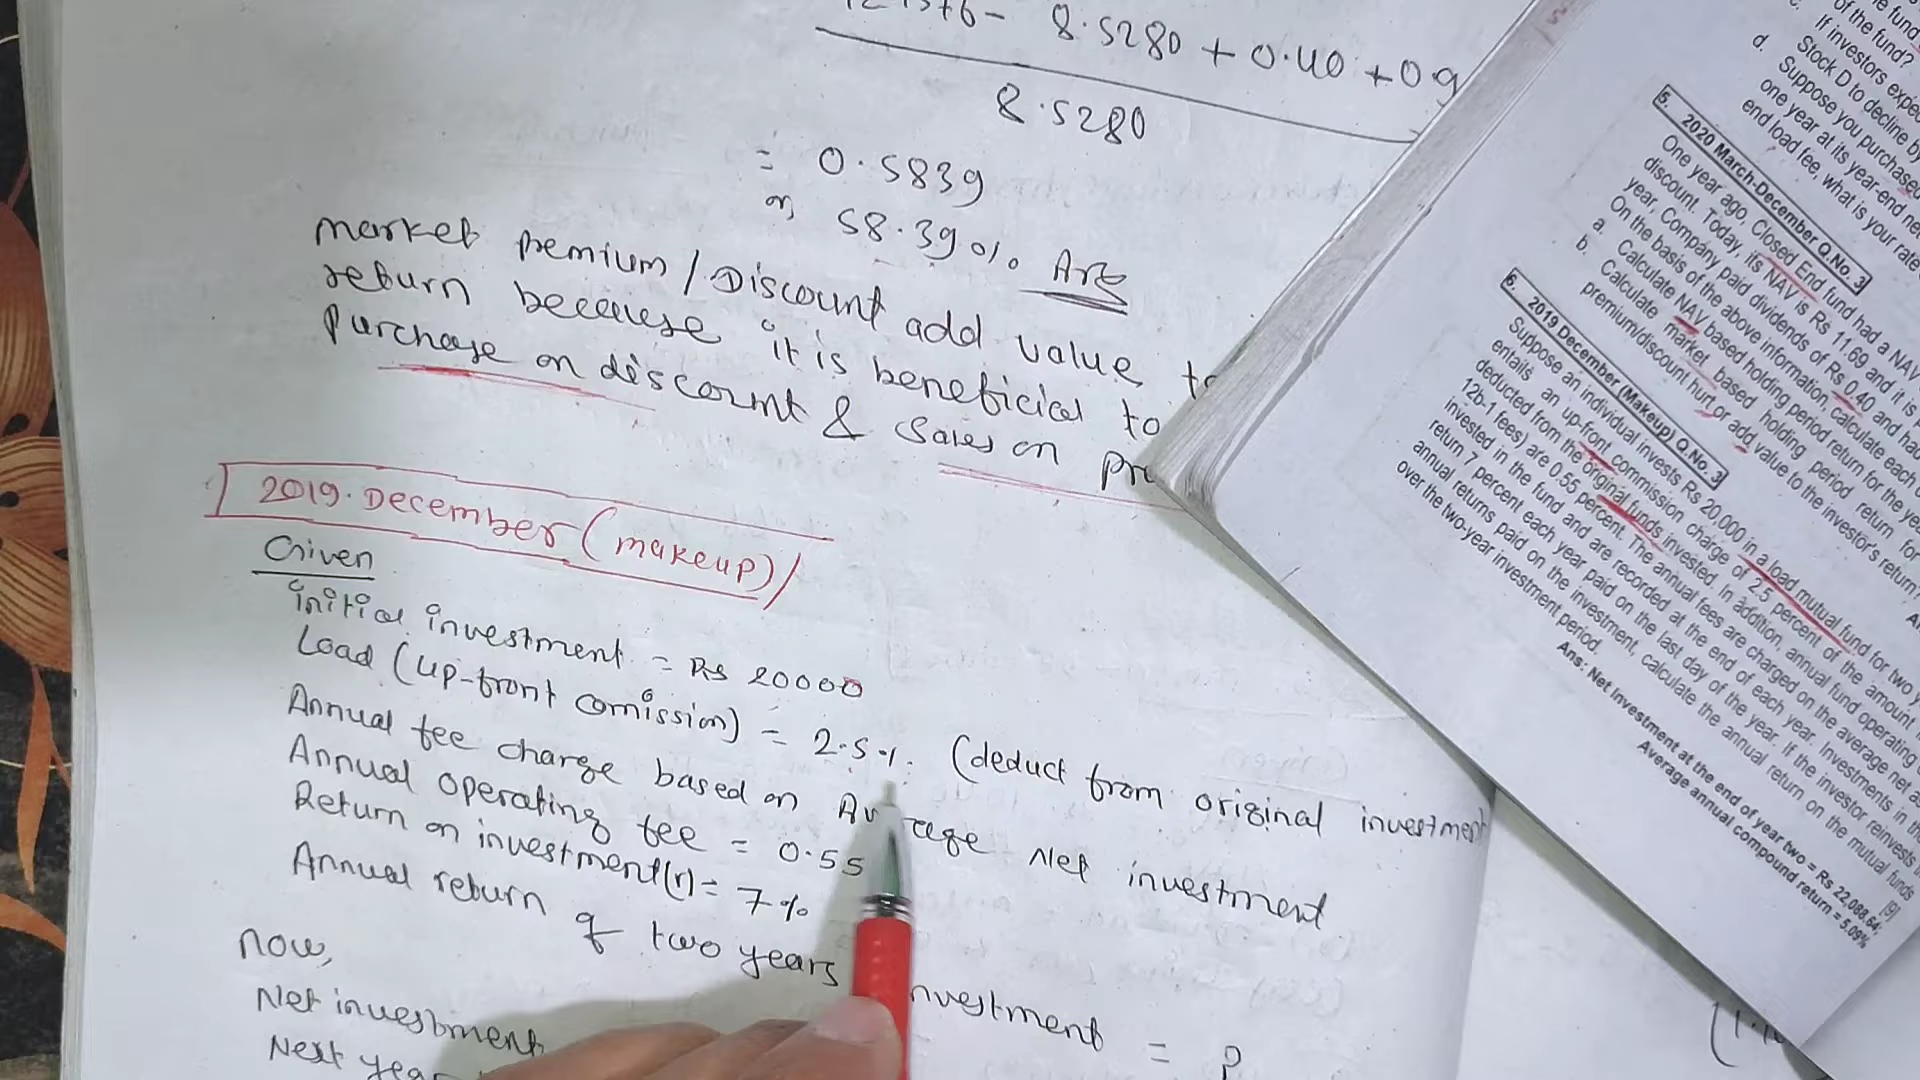 8.5280 + 0.40 + 0.9
8.5280
= 0.5839
or 58.39% Ans
market premium / Discount add value to
return because it is beneficial to
purchase on discount & Sales on pre
2019. December (makeup)
Given
initial investment = Rs 20000
Load (up-front comission) = 2.5%. (deduct from original investment
Annual fee charge based on Average Net investment
Annual operating fee = 0.55
Return on investment(r) = 7%
Annual return of two years investment = ?
Now,
Net investment
Next year
the fund
of the fund?
If investors expec
Stock D to decline by
d. Suppose you purchased
one year at its year-end net
end load fee, what is your rate
5. 2020 March-December Q.No. 3
One year ago, Closed End fund had a NAV
discount. Today, its NAV is Rs 11.69 and it is
year, Company paid dividends of Rs 0.40 and had
On the basis of the above information, calculate each
a. Calculate NAV based holding period return for the yea
b. Calculate market based holding period return for
premium/discount hurt or add value to the investor's return?
6. 2019 December (Makeup) Q.No. 3
Suppose an individual invests Rs 20,000 in a load mutual fund for two y
entails an up-front commission charge of 2.5 percent of the amount
deducted from the original funds invested. In addition, annual fund operating
12b-1 fees) are 0.55 percent. The annual fees are charged on the average net as
invested in the fund and are recorded at the end of each year. Investments in the
return 7 percent each year paid on the last day of the year. If the investor reinvests
annual returns paid on the investment, calculate the annual return on the mutual funds
over the two-year investment period. [9]
Ans: Net Investment at the end of year two = Rs 22,088.64;
Average annual compound return = 5.09%